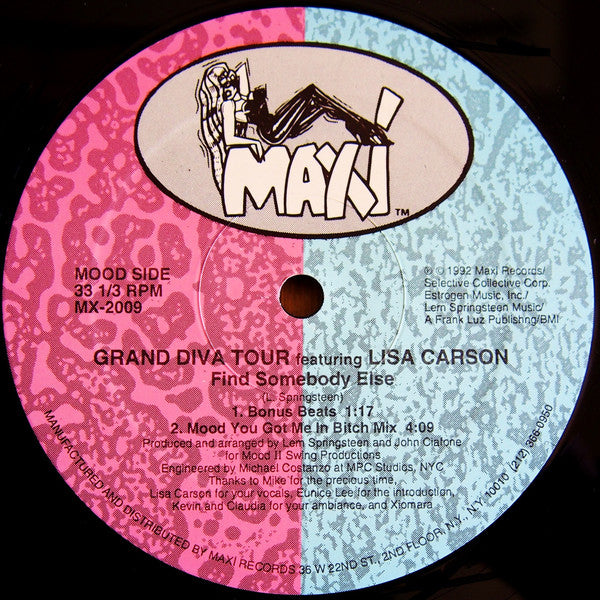 MAXI
TM
MOOD SIDE
33 1/3 RPM
MX-2009
℗ © 1992 Maxi Records/
Selective Collective Corp.
Estrogen Music, Inc./
Lem Springsteen Music/
A Frank Luz Publishng/BMI
GRAND DIVA TOUR featuring LISA CARSON
Find Somebody Else
(L. Springsteen)
1. Bonus Beats 1:17
2. Mood You Got Me In Bitch Mix 4:09
Produced and arranged by Lem Springsteen and John Ciafone
for Mood II Swing Productions
Engineered by Michael Costanzo at MPC Studios, NYC
Thanks to Mike for the precious time,
Lisa Carson for your vocals, Eunice Lee for the introduction,
Kevin and Claudia for your ambiance, and Xiomara
MANUFACTURED AND DISTRIBUTED BY MAXI RECORDS 36 W 22ND ST., 2ND FLOOR, N.Y., N.Y. 10010 (212) 366-0950